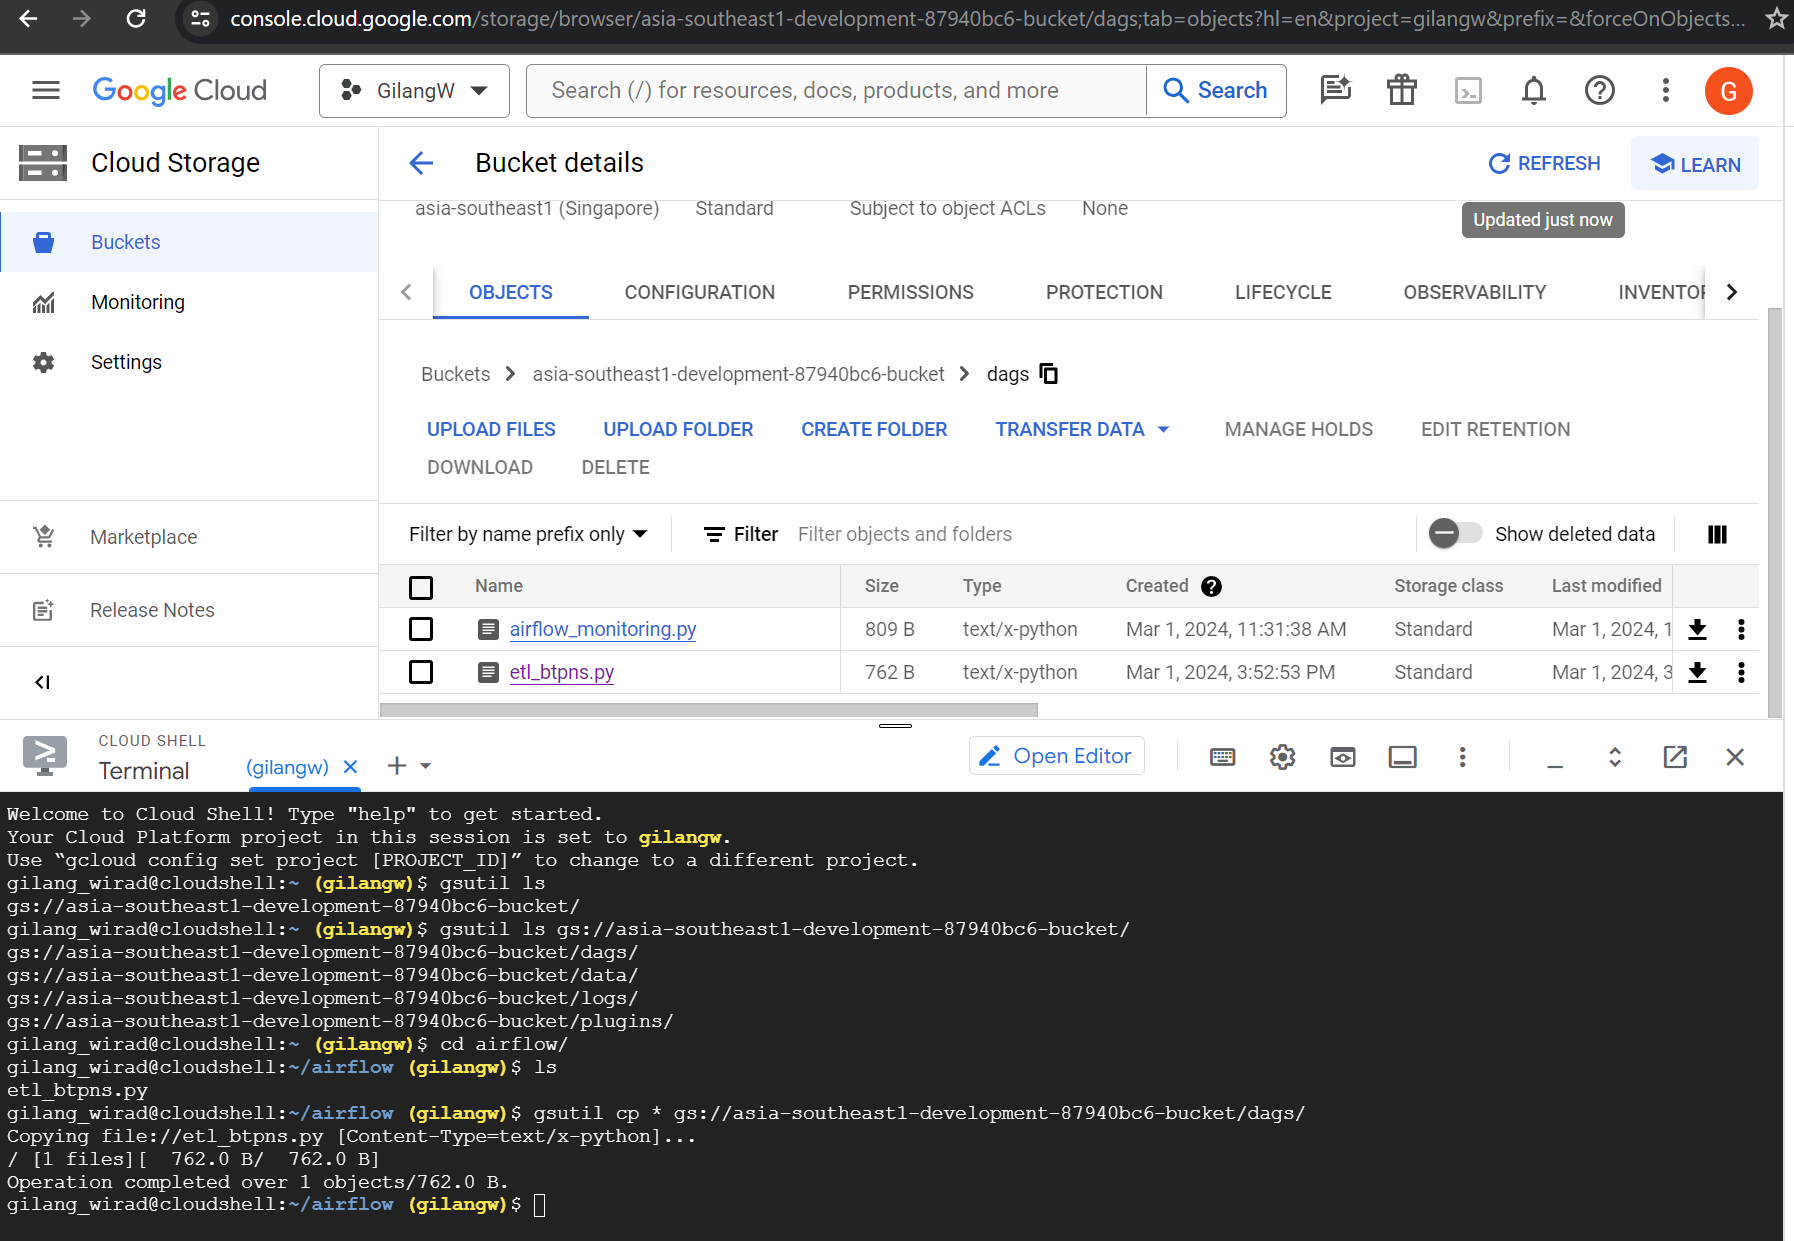 console.cloud.google.com/storage/browser/asia-southeast1-development-87940bc6-bucket/dags;tab=objects?hl=en&project=gilangw&prefix=&forceOnObjects...
Google Cloud
GilangW
Search (/) for resources, docs, products, and more
Search
G
Cloud Storage
Bucket details
REFRESH
LEARN
asia-southeast1 (Singapore) Standard Subject to object ACLs None
Updated just now
Buckets
Monitoring
Settings
Marketplace
Release Notes
OBJECTS CONFIGURATION PERMISSIONS PROTECTION LIFECYCLE OBSERVABILITY INVENTOR
Buckets > asia-southeast1-development-87940bc6-bucket > dags
UPLOAD FILES UPLOAD FOLDER CREATE FOLDER TRANSFER DATA MANAGE HOLDS EDIT RETENTION
DOWNLOAD DELETE
Filter by name prefix only Filter Filter objects and folders Show deleted data
Name Size Type Created Storage class Last modified
airflow_monitoring.py 809 B text/x-python Mar 1, 2024, 11:31:38 AM Standard Mar 1, 2024, 1
etl_btpns.py 762 B text/x-python Mar 1, 2024, 3:52:53 PM Standard Mar 1, 2024, 3
CLOUD SHELL
Terminal
(gilangw)
Open Editor
Welcome to Cloud Shell! Type "help" to get started.
Your Cloud Platform project in this session is set to gilangw.
Use “gcloud config set project [PROJECT_ID]” to change to a different project.
gilang_wirad@cloudshell:~ (gilangw)$ gsutil ls
gs://asia-southeast1-development-87940bc6-bucket/
gilang_wirad@cloudshell:~ (gilangw)$ gsutil ls gs://asia-southeast1-development-87940bc6-bucket/
gs://asia-southeast1-development-87940bc6-bucket/dags/
gs://asia-southeast1-development-87940bc6-bucket/data/
gs://asia-southeast1-development-87940bc6-bucket/logs/
gs://asia-southeast1-development-87940bc6-bucket/plugins/
gilang_wirad@cloudshell:~ (gilangw)$ cd airflow/
gilang_wirad@cloudshell:~/airflow (gilangw)$ ls
etl_btpns.py
gilang_wirad@cloudshell:~/airflow (gilangw)$ gsutil cp * gs://asia-southeast1-development-87940bc6-bucket/dags/
Copying file://etl_btpns.py [Content-Type=text/x-python]...
/ [1 files][  762.0 B/  762.0 B]
Operation completed over 1 objects/762.0 B.
gilang_wirad@cloudshell:~/airflow (gilangw)$